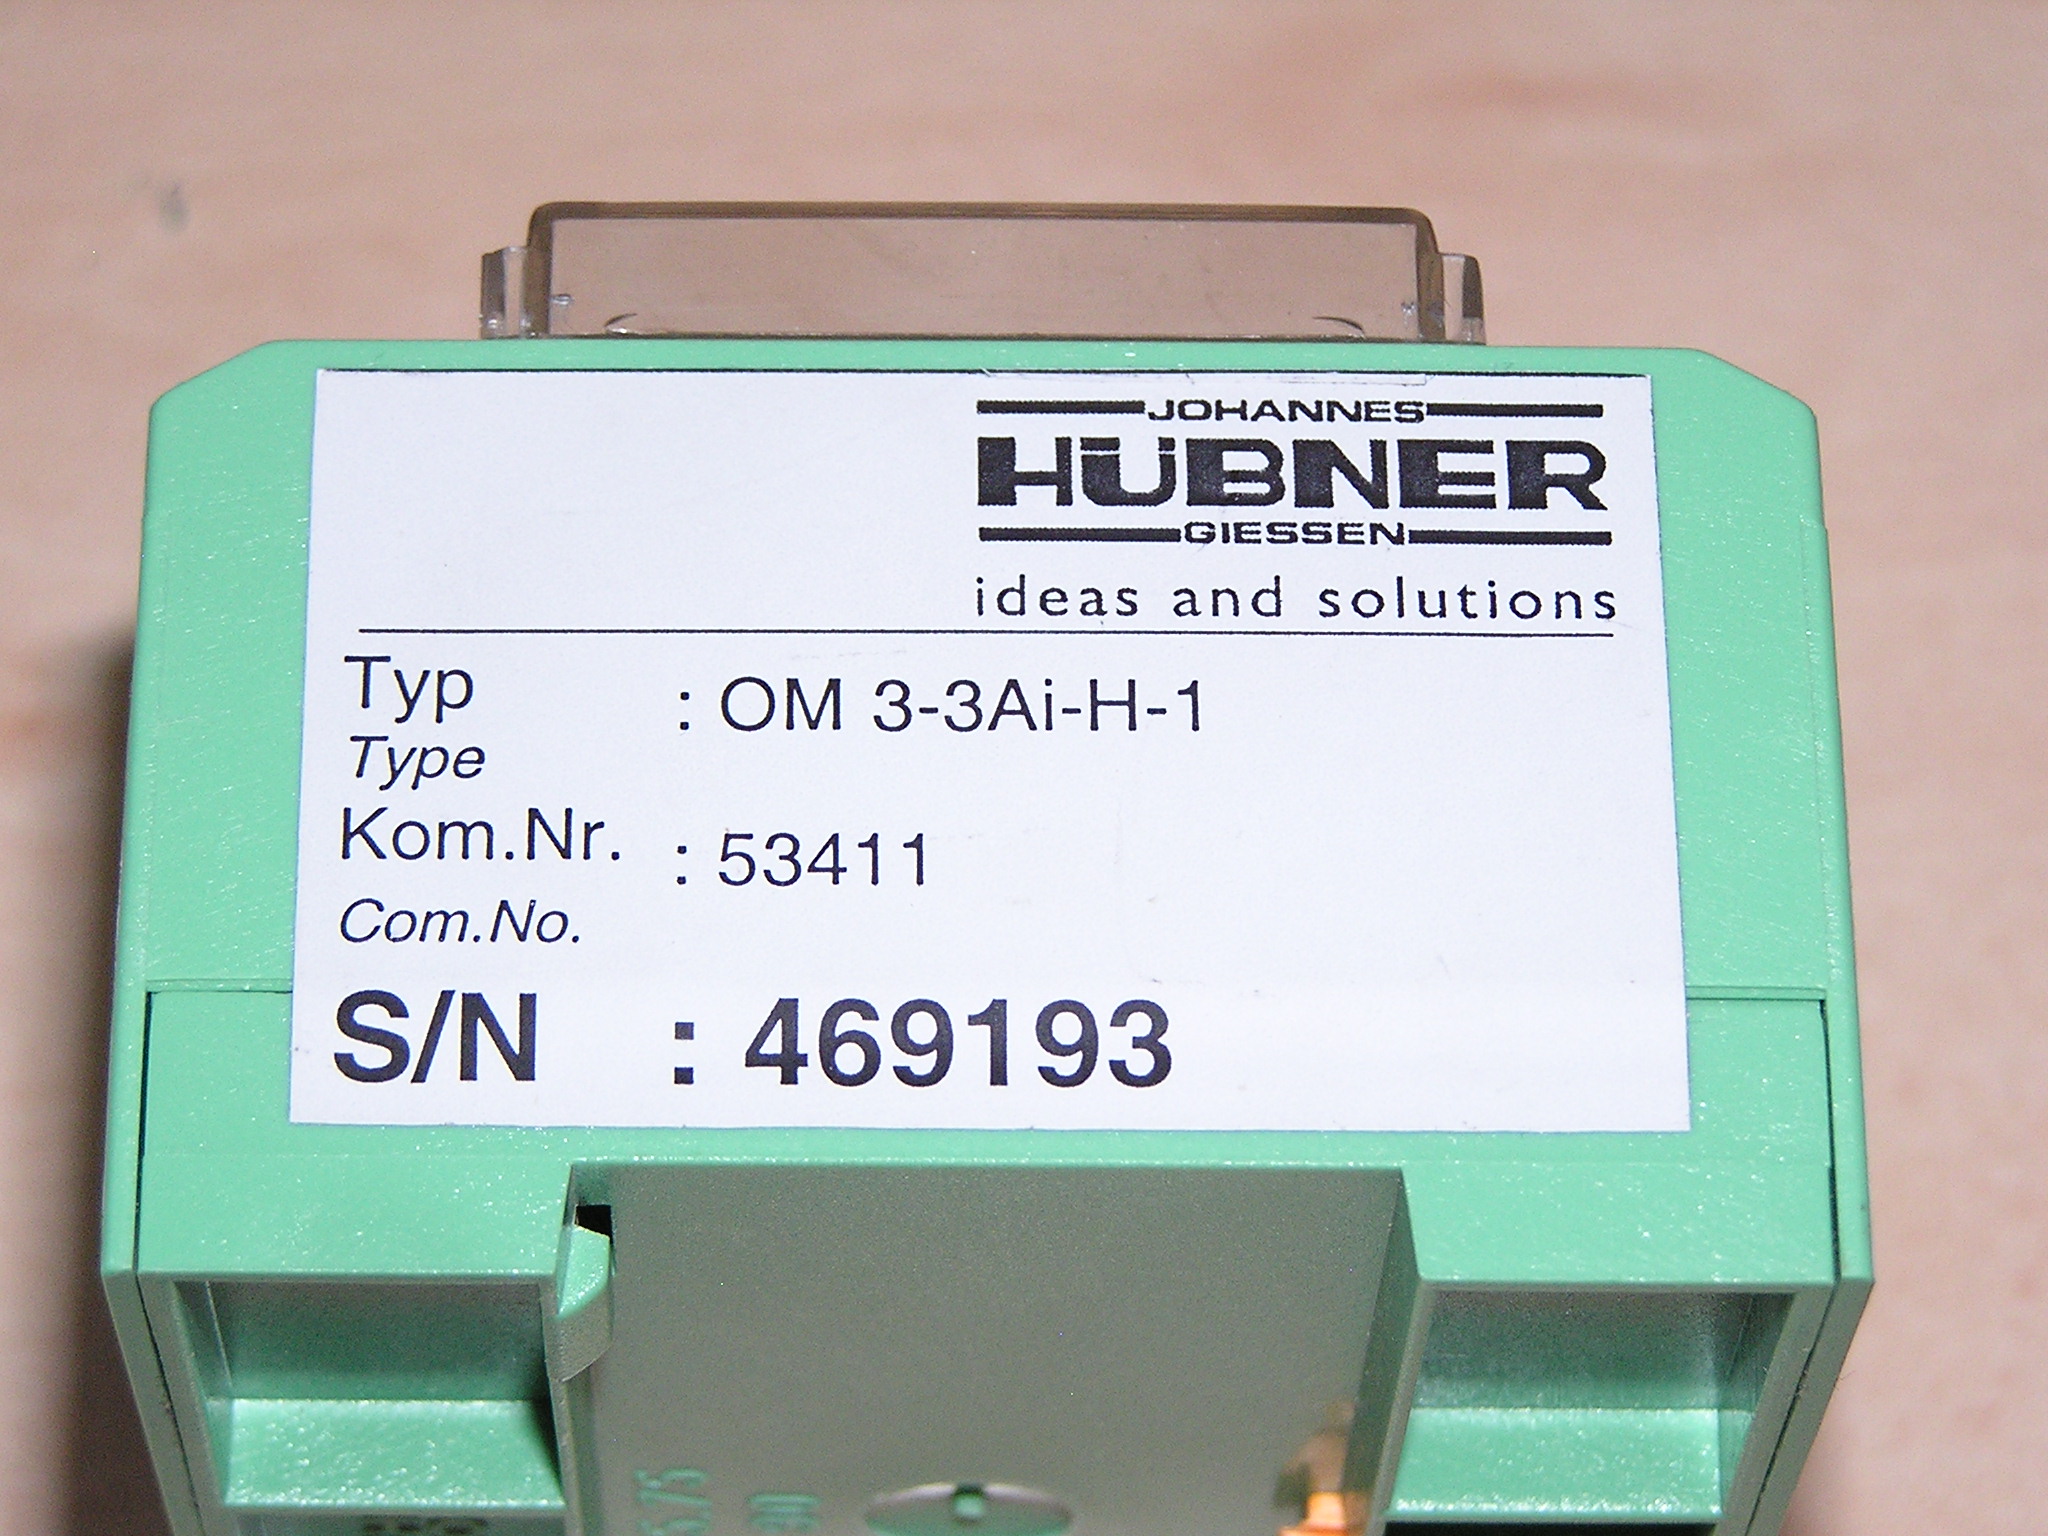 JOHANNES
HÜBNER
GIESSEN
ideas and solutions
Typ : OM 3-3Ai-H-1
Type
Kom.Nr. : 53411
Com.No.
S/N : 469193